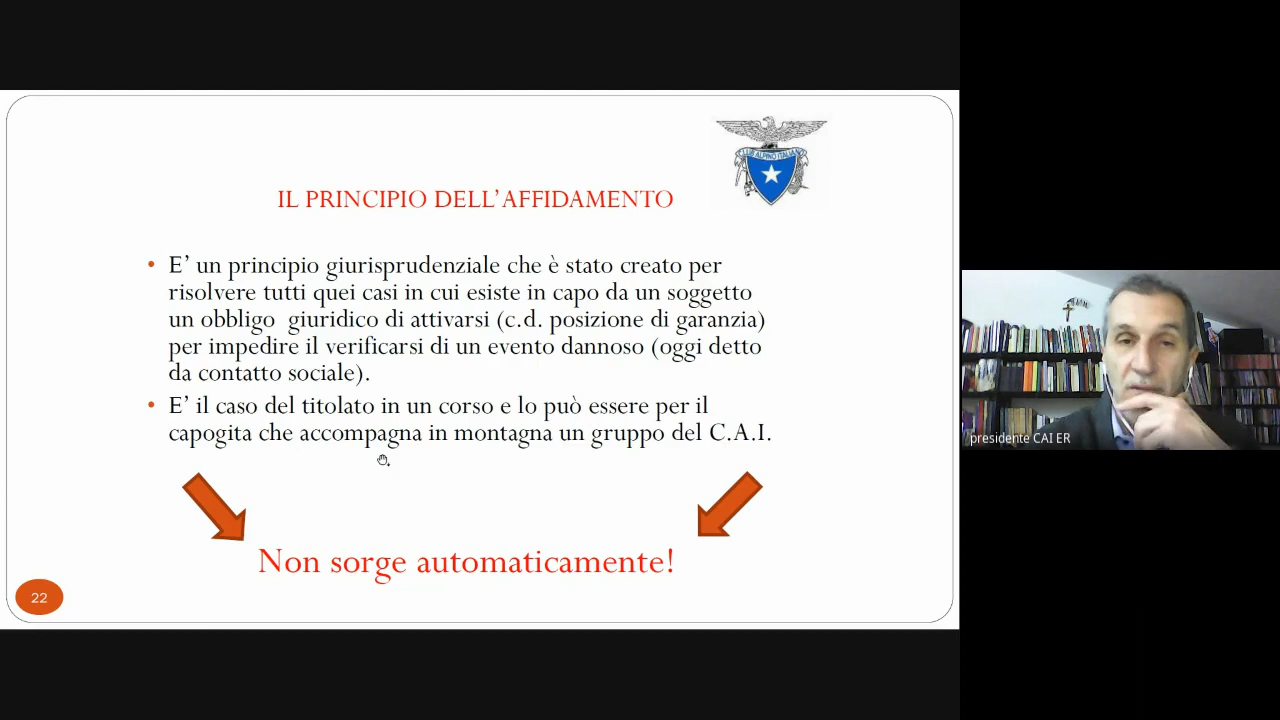 CLUB ALPINO ITALIANO
IL PRINCIPIO DELL’AFFIDAMENTO
• E’ un principio giurisprudenziale che è stato creato per
risolvere tutti quei casi in cui esiste in capo da un soggetto
un obbligo giuridico di attivarsi (c.d. posizione di garanzia)
per impedire il verificarsi di un evento dannoso (oggi detto
da contatto sociale).
• E’ il caso del titolato in un corso e lo può essere per il
capogita che accompagna in montagna un gruppo del C.A.I.
Non sorge automaticamente!
22
presidente CAI ER